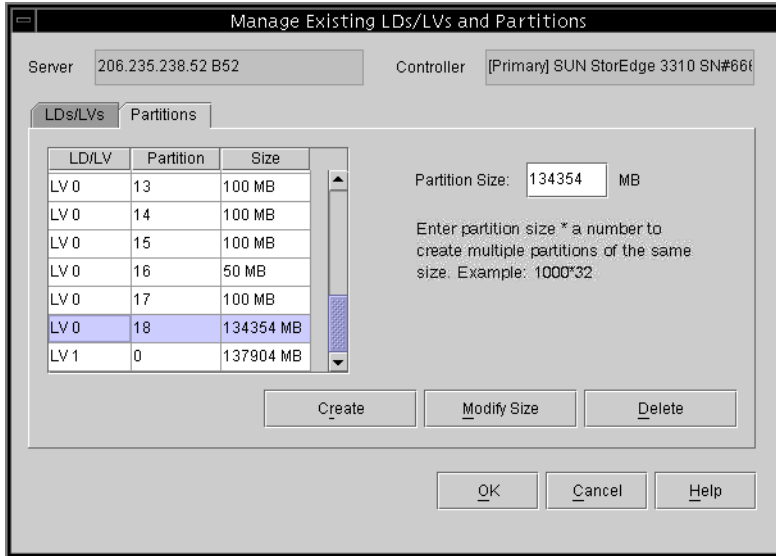 Manage Existing LDs/LVs and Partitions
Server 206.235.238.52 B52 Controller [Primary] SUN StorEdge 3310 SN#666
LDs/LVs Partitions
LD/LV Partition Size
LV 0 13 100 MB
LV 0 14 100 MB
LV 0 15 100 MB
LV 0 16 50 MB
LV 0 17 100 MB
LV 0 18 134354 MB
LV 1 0 137904 MB
Partition Size: 134354 MB
Enter partition size * a number to
create multiple partitions of the same
size. Example: 1000*32
Create Modify Size Delete
OK Cancel Help